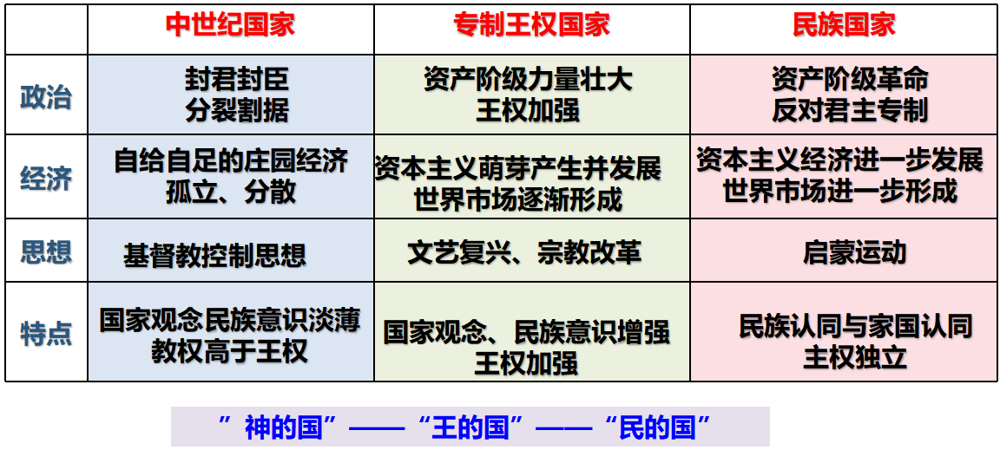 中世纪国家 专制王权国家 民族国家
政治
封君封臣
分裂割据
资产阶级力量壮大
王权加强
资产阶级革命
反对君主专制
经济
自给自足的庄园经济
孤立、分散
资本主义萌芽产生并发展
世界市场逐渐形成
资本主义经济进一步发展
世界市场进一步形成
思想
基督教控制思想
文艺复兴、宗教改革
启蒙运动
特点
国家观念民族意识淡薄
教权高于王权
国家观念、民族意识增强
王权加强
民族认同与家国认同
主权独立
”神的国”——“王的国”——“民的国”